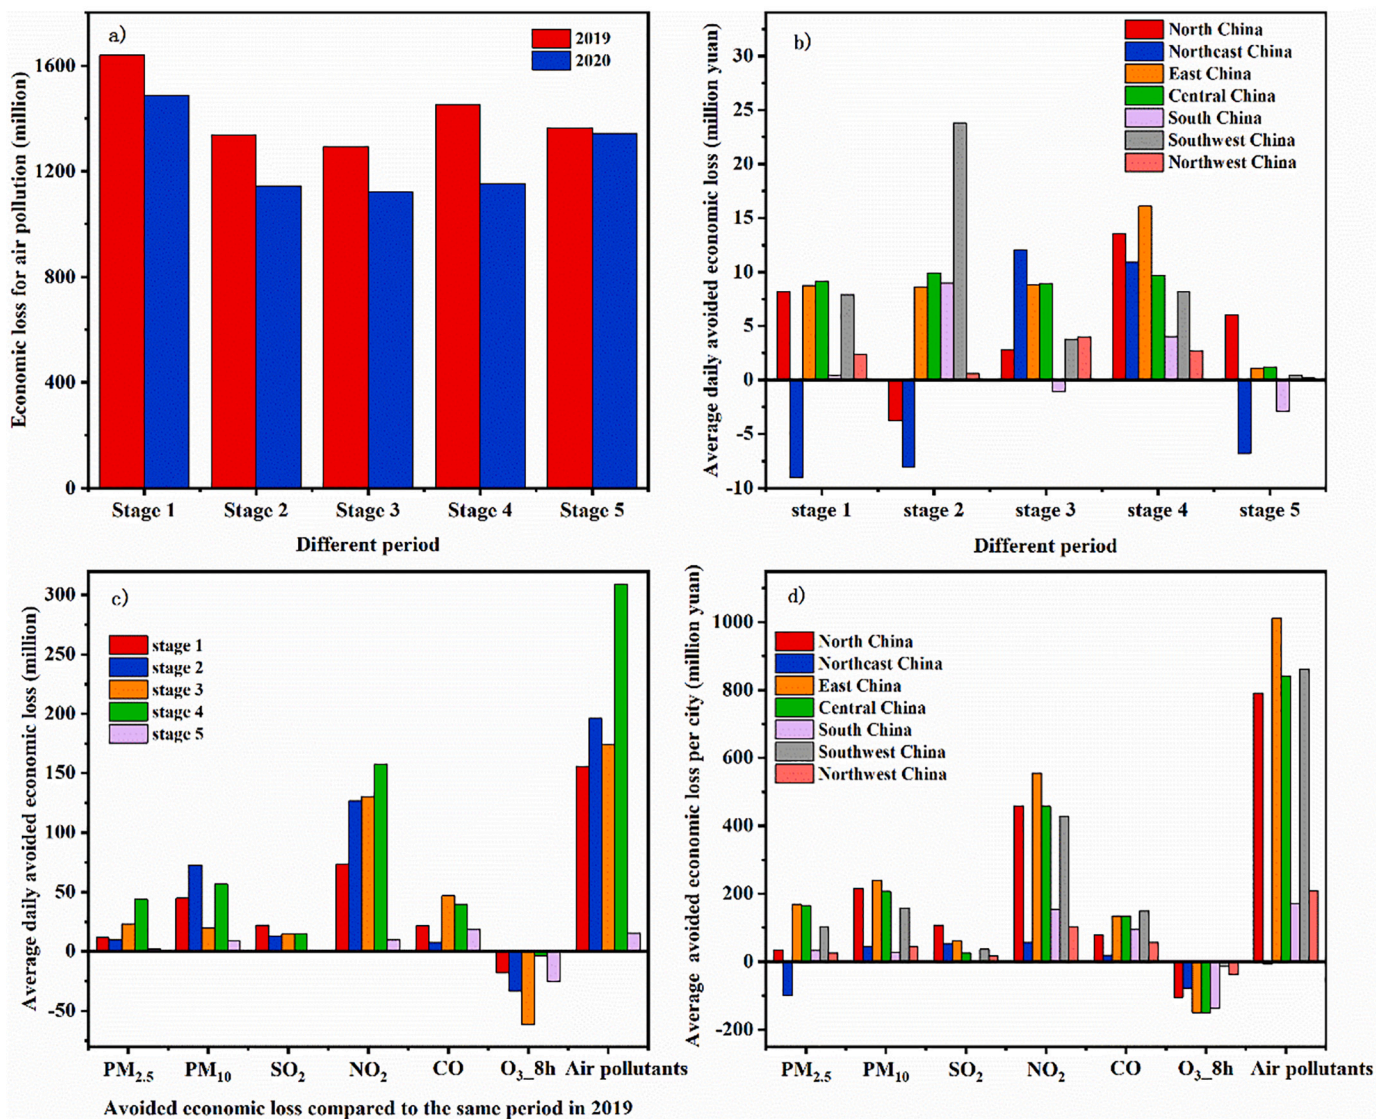 a)
2019
2020
Economic loss for air pollution (million)
1600
1200
800
400
0
Stage 1 Stage 2 Stage 3 Stage 4 Stage 5
Different period
b)
North China
Northcast China
East China
Central China
South China
Southwest China
Northwest China
Average daily avoided economic loss (million yuan)
30
25
20
15
10
5
0
-5
-10
stage 1 stage 2 stage 3 stage 4 stage 5
Different period
c)
stage 1
stage 2
stage 3
stage 4
stage 5
Average daily avoided economic loss (million)
300
250
200
150
100
50
0
-50
PM2.5 PM10 SO2 NO2 CO O3_8h Air pollutants
Avoided economic loss compared to the same period in 2019
d)
North China
Northcast China
East China
Central China
South China
Southwest China
Northwest China
Average avoided economic loss per city (million yuan)
1000
800
600
400
200
0
-200
PM2.5 PM10 SO2 NO2 CO O3_8h Air pollutants